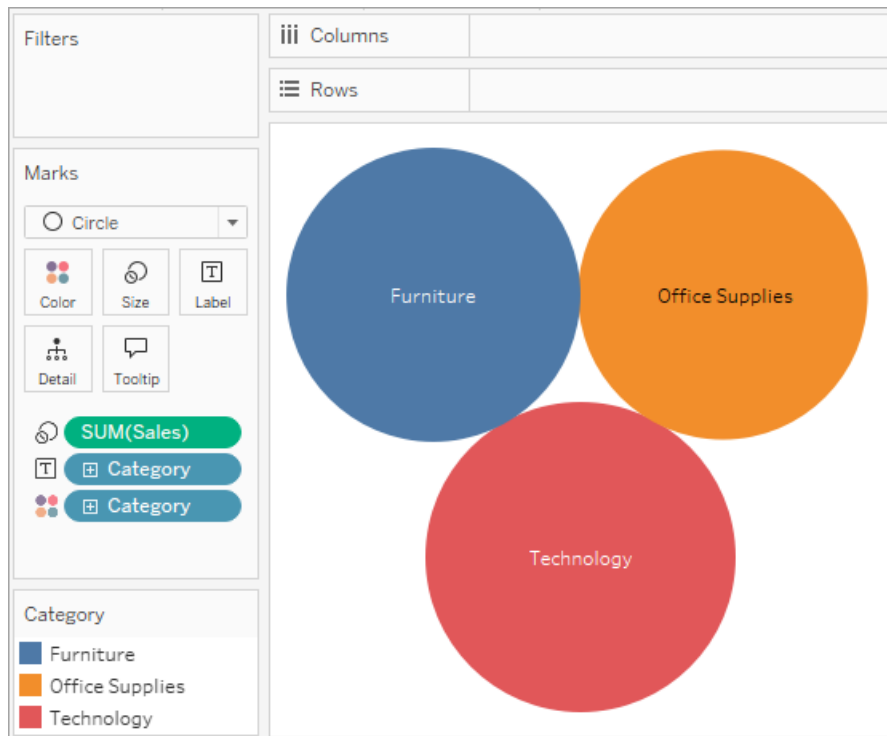 Filters
Columns
Rows
Marks
Circle
Color
Size
Label
Detail
Tooltip
SUM(Sales)
Category
Category
Category
Furniture
Office Supplies
Technology
Furniture
Office Supplies
Technology